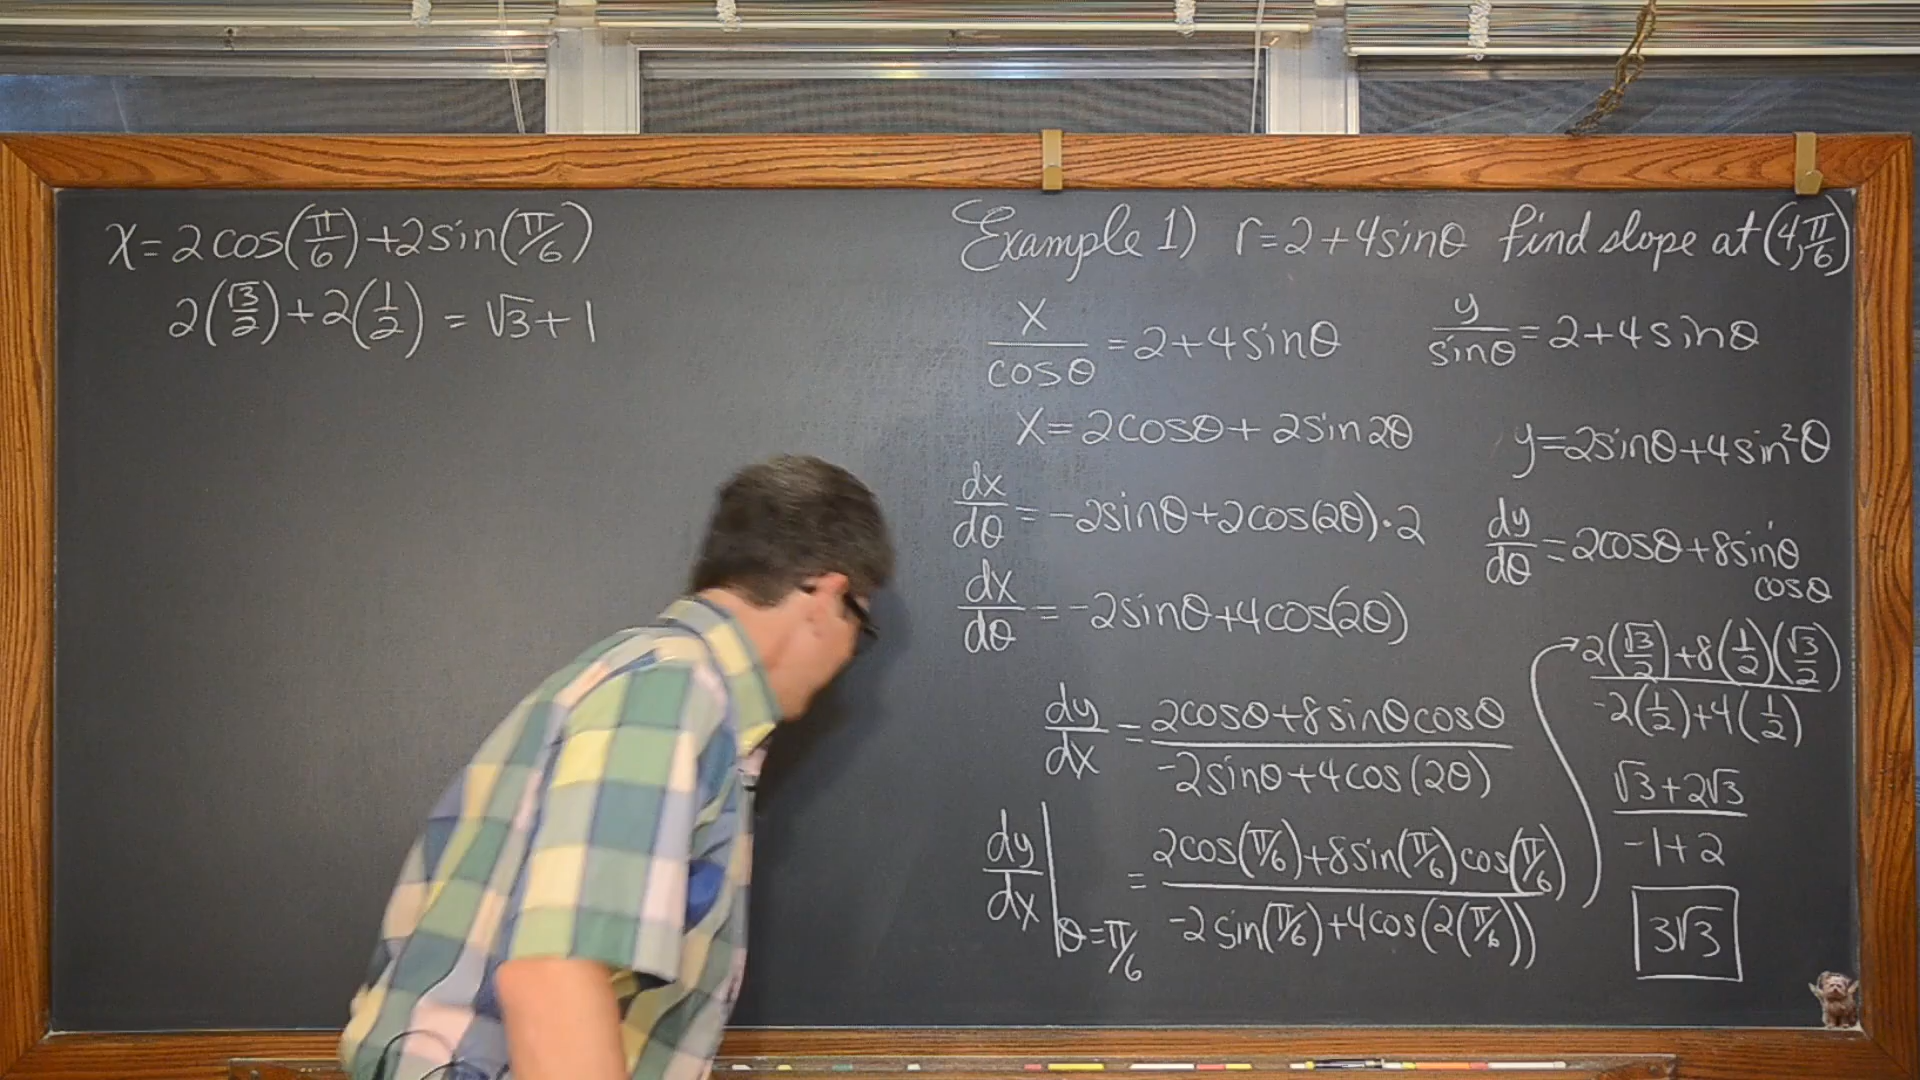 x=2cos(π/6)+2sin(π/6)
2(√3/2)+2(1/2) = √3+1
Example 1) r=2+4sinθ find slope at (4,π/6)
x/cosθ =2+4sinθ
y/sinθ =2+4sinθ
x=2cosθ+2sin2θ
y=2sinθ+4sin²θ
dx/dθ = -2sinθ+2cos(2θ)·2
dy/dθ =2cosθ+8sinθ
cosθ
dx/dθ = -2sinθ+4cos(2θ)
dy/dx = (2cosθ+8sinθcosθ)/(-2sinθ+4cos(2θ))
dy/dx|θ=π/6 = (2cos(π/6)+8sin(π/6)cos(π/6))/(-2sin(π/6)+4cos(2(π/6)))
(2(√3/2)+8(1/2)(√3/2))/(-2(1/2)+4(1/2))
(√3+2√3)/(-1+2)
3√3